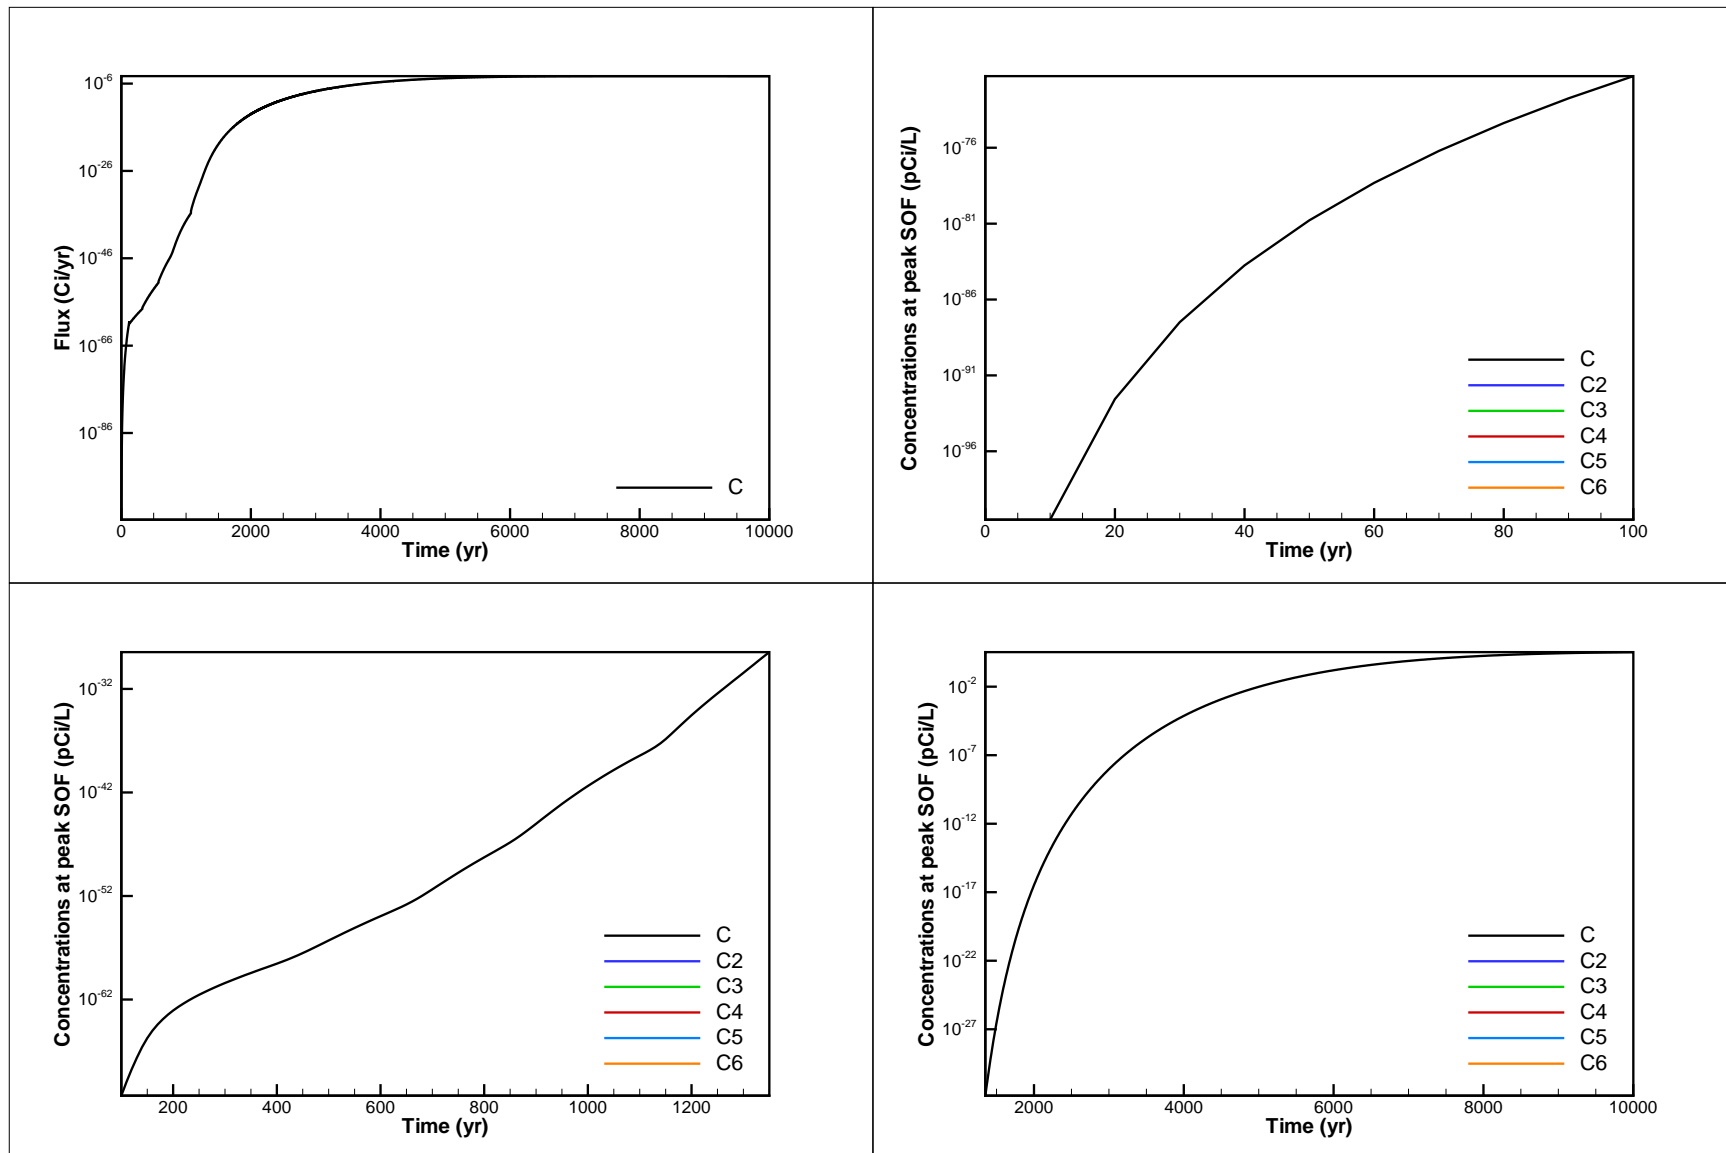 Flux (Ci/yr)
10^-6
10^-26
10^-46
10^-66
10^-86
0 2000 4000 6000 8000 10000
Time (yr)
C
Concentrations at peak SOF (pCi/L)
10^-76
10^-81
10^-86
10^-91
10^-96
0 20 40 60 80 100
Time (yr)
C
C2
C3
C4
C5
C6
Concentrations at peak SOF (pCi/L)
10^-32
10^-42
10^-52
10^-62
200 400 600 800 1000 1200
Time (yr)
C
C2
C3
C4
C5
C6
Concentrations at peak SOF (pCi/L)
10^-2
10^-7
10^-12
10^-17
10^-22
10^-27
2000 4000 6000 8000 10000
Time (yr)
C
C2
C3
C4
C5
C6